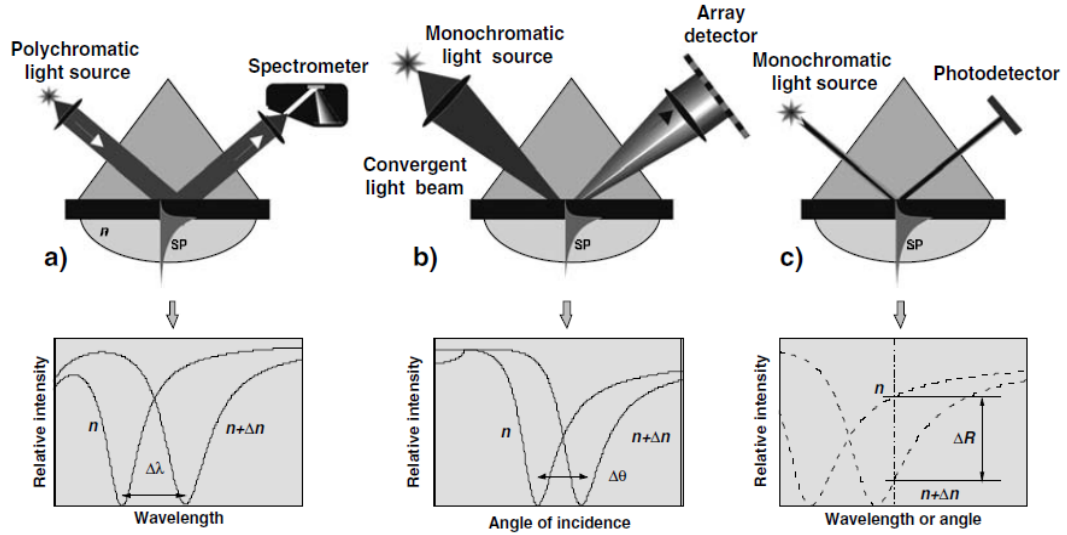 Polychromatic
light source
Spectrometer
n
SP
a)
Relative intensity
n
n+Δn
Δλ
Wavelength
Monochromatic
light source
Array
detector
Convergent
light beam
SP
b)
Relative intensity
n
n+Δn
Δθ
Angle of incidence
Monochromatic
light source
Photodetector
SP
c)
Relative intensity
n
ΔR
n+Δn
Wavelength or angle